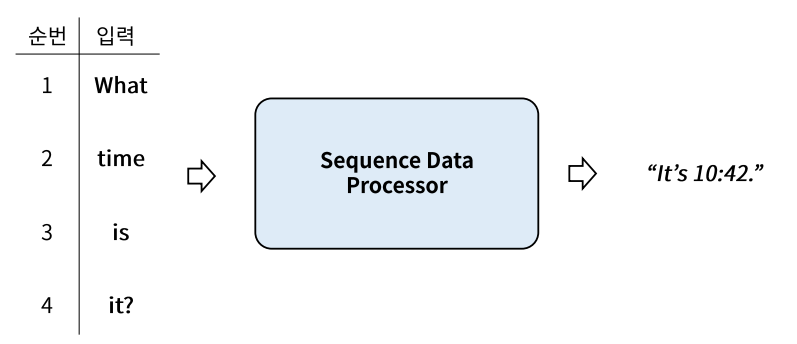 순번 입력
1 What
2 time
3 is
4 it?
Sequence Data
Processor
“It’s 10:42.”